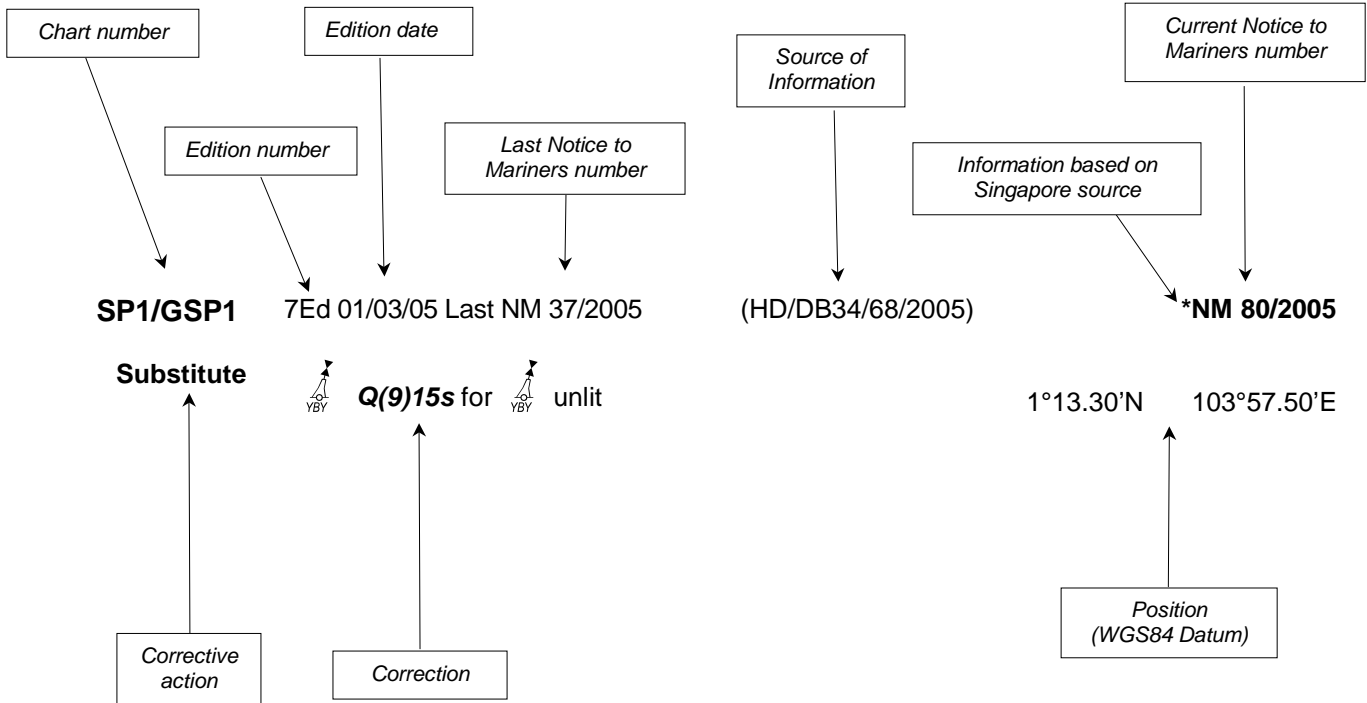 Chart number
Edition date
Source of
Information
Current Notice to
Mariners number
Edition number
Last Notice to
Mariners number
Information based on
Singapore source
SP1/GSP1 7Ed 01/03/05 Last NM 37/2005 (HD/DB34/68/2005) *NM 80/2005
Substitute YBY Q(9)15s for YBY unlit 1°13.30’N 103°57.50’E
Corrective
action
Correction
Position
(WGS84 Datum)